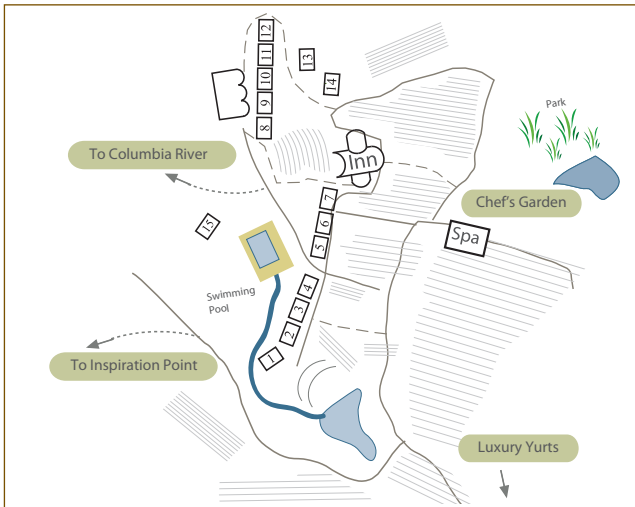 12
11
10
9
8
13
14
Park
Inn
To Columbia River
Chef's Garden
7
6
5
15
Spa
Swimming
Pool
4
3
2
1
To Inspiration Point
Luxury Yurts